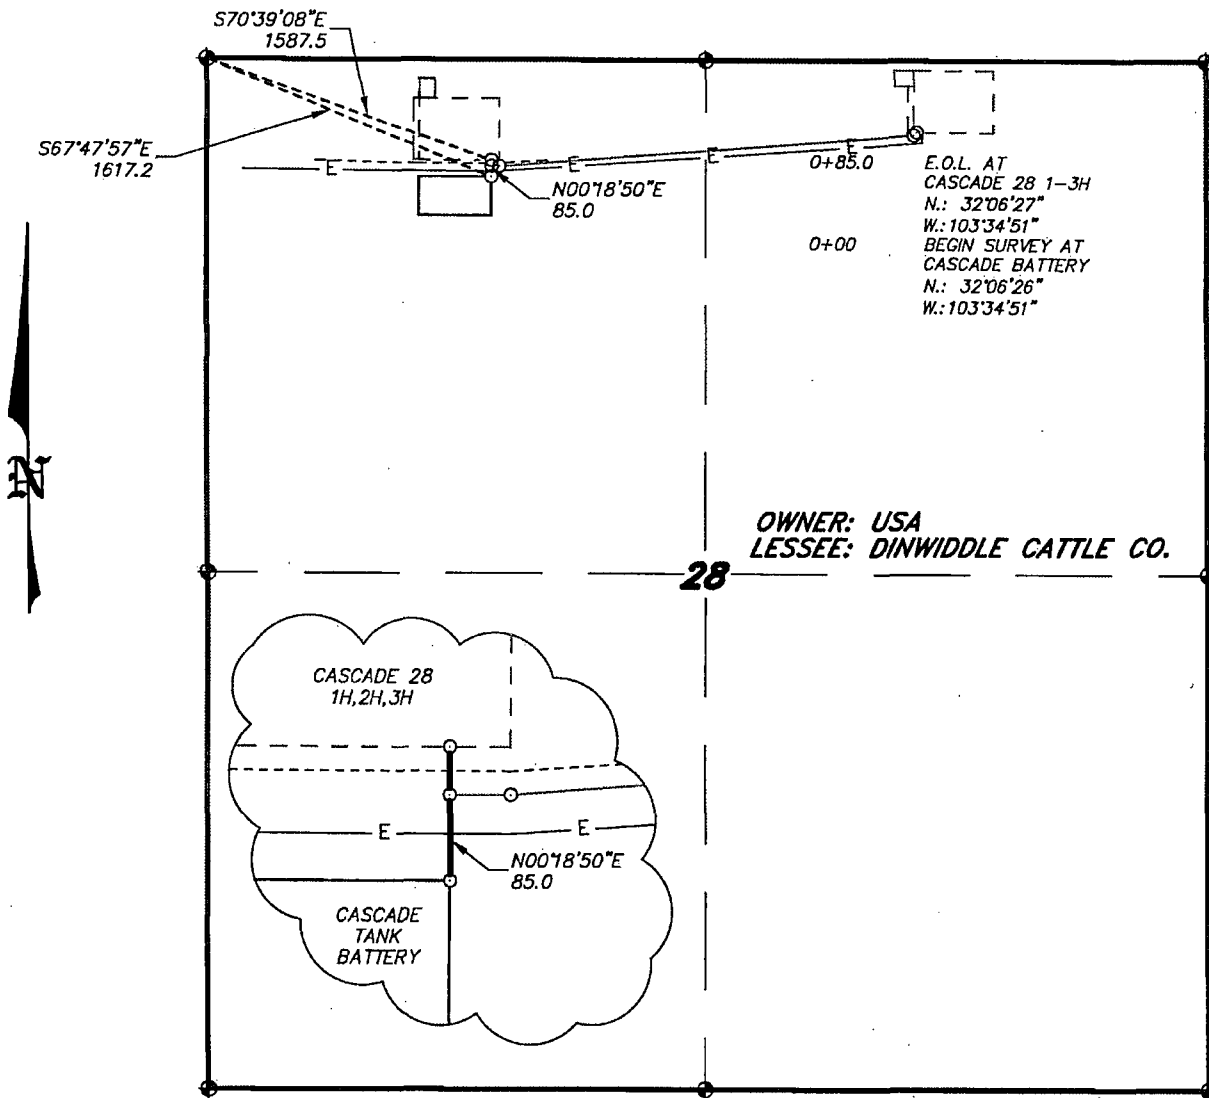 S70°39'08"E
1587.5
S67°47'57"E
1617.2
E
E
E
E
N00°18'50"E
85.0
0+85.0
E.O.L. AT
CASCADE 28 1-3H
N.: 32°06'27"
W.: 103°34'51"
0+00
BEGIN SURVEY AT
CASCADE BATTERY
N.: 32°06'26"
W.: 103°34'51"
N
OWNER: USA
LESSEE: DINWIDDLE CATTLE CO.
28
CASCADE 28
1H,2H,3H
E
E
N00°18'50"E
85.0
CASCADE
TANK
BATTERY